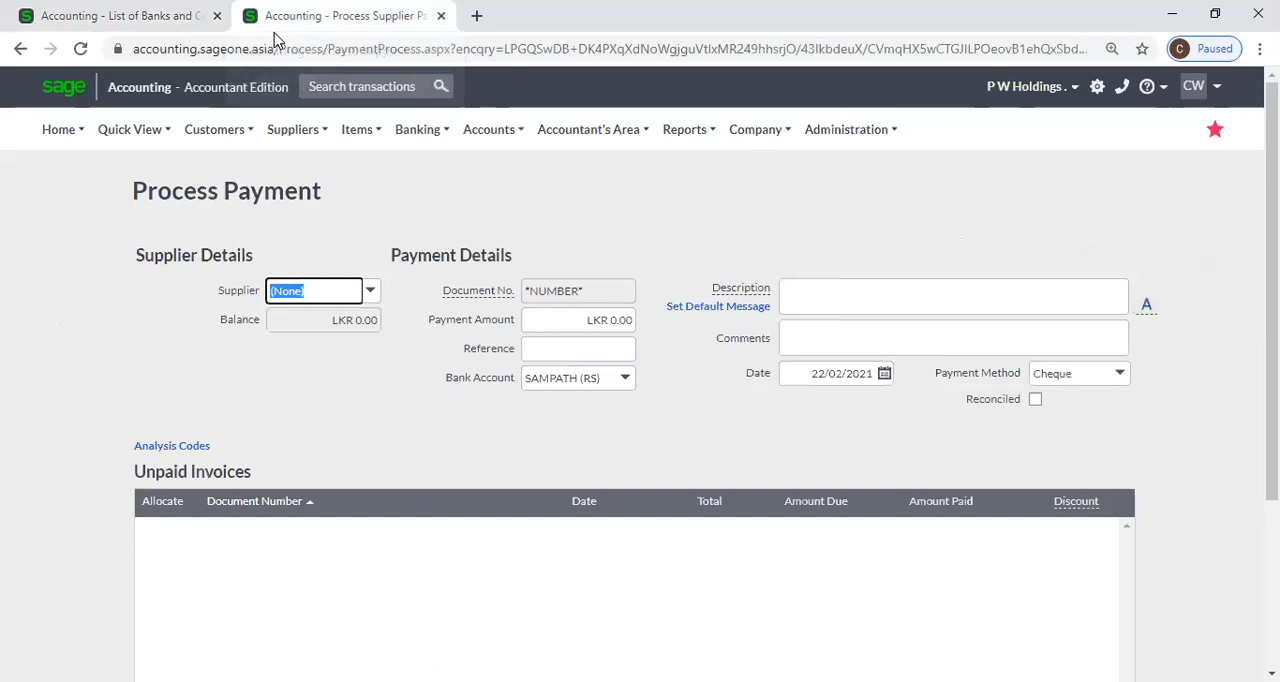 Accounting - List of Banks and C
Accounting - Process Supplier Pa
accounting.sageone.asia/Process/PaymentProcess.aspx?encqry=LPGQSwDB+DK4PXqXdNoWgjguVtlxMR249hhsrjO/43IkbdeuX/CVmqHX5wCTGJILPOeovB1ehQxSbd...
C Paused
sage Accounting - Accountant Edition Search transactions P W Holdings . CW
Home Quick View Customers Suppliers Items Banking Accounts Accountant's Area Reports Company Administration
Process Payment
Supplier Details Payment Details
Supplier (None) Document No. *NUMBER* Description
Set Default Message A
Balance LKR 0.00 Payment Amount LKR 0.00
Reference Comments
Bank Account SAMPATH (RS) Date 22/02/2021 Payment Method Cheque
Reconciled
Analysis Codes
Unpaid Invoices
Allocate Document Number Date Total Amount Due Amount Paid Discount